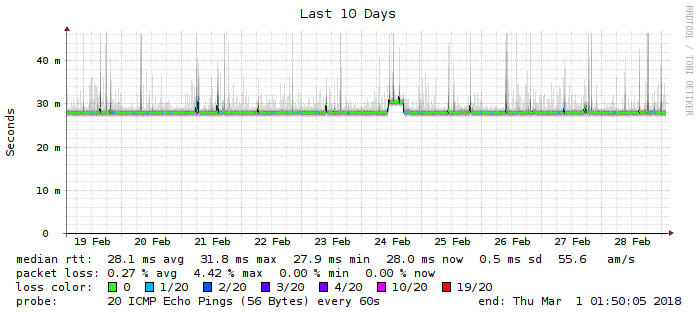 Last 10 Days
RRDTOOL / TOBI OETIKER
Seconds
40 m
30 m
20 m
10 m
0
19 Feb 20 Feb 21 Feb 22 Feb 23 Feb 24 Feb 25 Feb 26 Feb 27 Feb 28 Feb
median rtt: 28.1 ms avg 31.8 ms max 27.9 ms min 28.0 ms now 0.5 ms sd 55.6 am/s
packet loss: 0.27 % avg 4.42 % max 0.00 % min 0.00 % now
loss color: 0 1/20 2/20 3/20 4/20 10/20 19/20
probe: 20 ICMP Echo Pings (56 Bytes) every 60s end: Thu Mar 1 01:50:05 2018